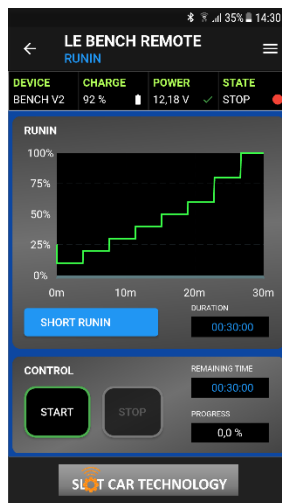 35% 14:30
LE BENCH REMOTE
RUNIN
DEVICE CHARGE POWER STATE
BENCH V2 92 % 12,18 V STOP
RUNIN
100%
75%
50%
25%
0%
0m 10m 20m 30m
SHORT RUNIN
DURATION
00:30:00
CONTROL
START
STOP
REMAINING TIME
00:30:00
PROGRESS
0,0 %
SLOT CAR TECHNOLOGY